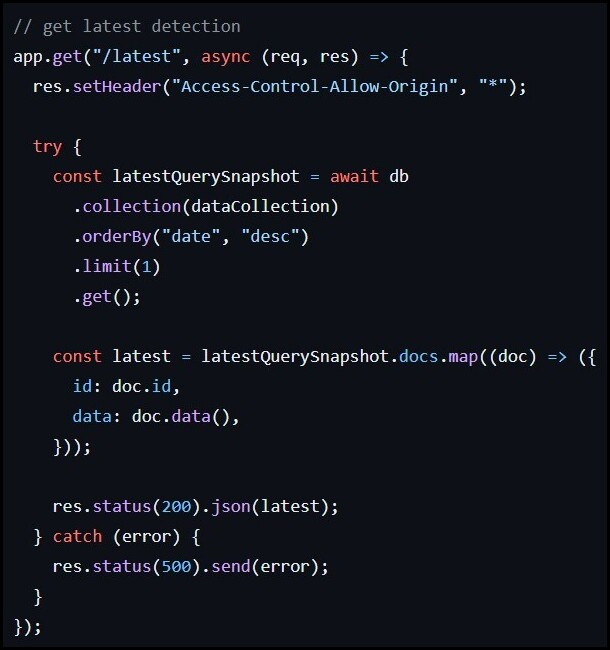 // get latest detection
app.get("/latest", async (req, res) => {
  res.setHeader("Access-Control-Allow-Origin", "*");

  try {
    const latestQuerySnapshot = await db
      .collection(dataCollection)
      .orderBy("date", "desc")
      .limit(1)
      .get();

    const latest = latestQuerySnapshot.docs.map((doc) => ({
      id: doc.id,
      data: doc.data(),
    }));

    res.status(200).json(latest);
  } catch (error) {
    res.status(500).send(error);
  }
});